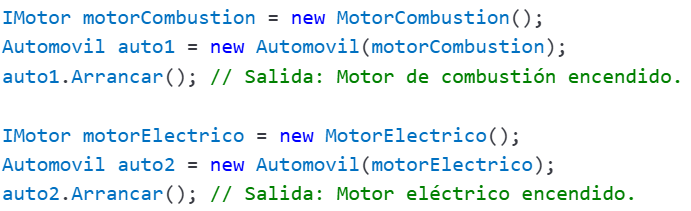 IMotor motorCombustion = new MotorCombustion();
Automovil auto1 = new Automovil(motorCombustion);
auto1.Arrancar(); // Salida: Motor de combustión encendido.
IMotor motorElectrico = new MotorElectrico();
Automovil auto2 = new Automovil(motorElectrico);
auto2.Arrancar(); // Salida: Motor eléctrico encendido.